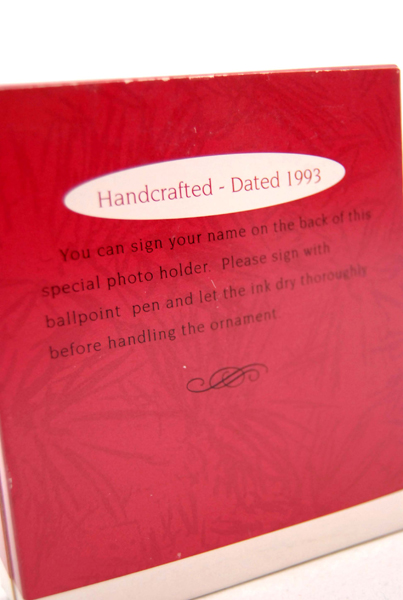 Handcrafted - Dated 1993
You can sign your name on the back of this
special photo holder. Please sign with
ballpoint pen and let the ink dry thoroughly
before handling the ornament.